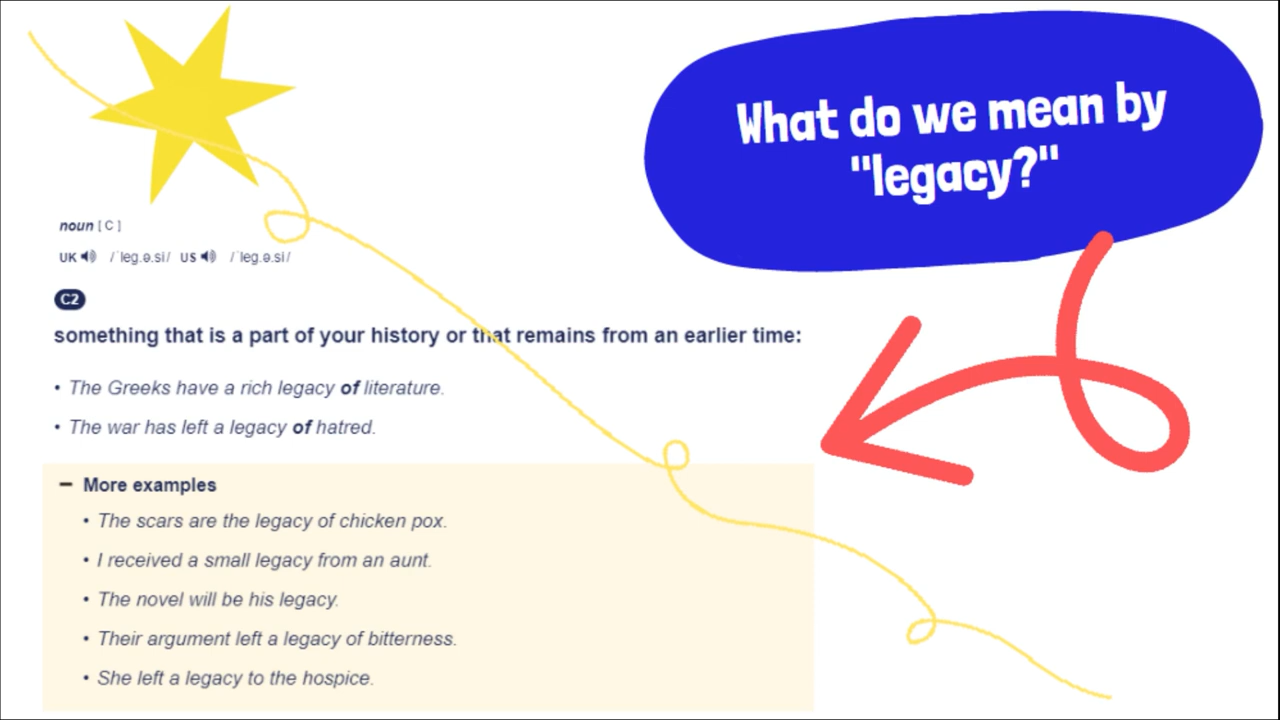 What do we mean by
"legacy?"
noun [ C ]
UK /ˈleg.ə.si/ US /ˈleg.ə.si/
C2
something that is a part of your history or that remains from an earlier time:
• The Greeks have a rich legacy of literature.
• The war has left a legacy of hatred.
– More examples
• The scars are the legacy of chicken pox.
• I received a small legacy from an aunt.
• The novel will be his legacy.
• Their argument left a legacy of bitterness.
• She left a legacy to the hospice.